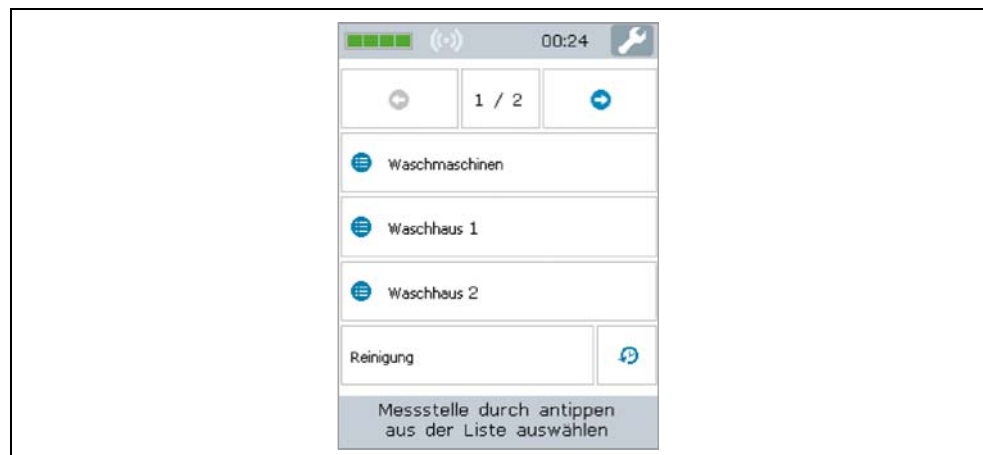 00:24
1 / 2
Waschmaschinen
Waschhaus 1
Waschhaus 2
Reinigung
Messstelle durch antippen
aus der Liste auswählen